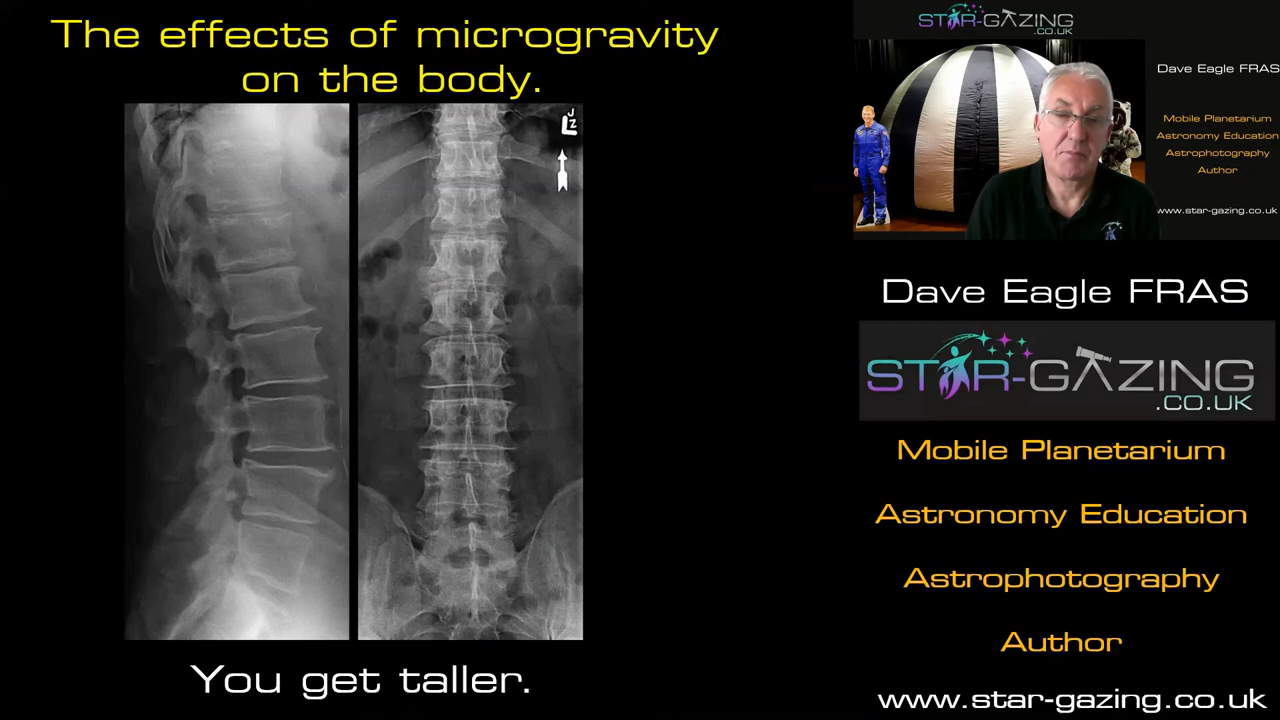 The effects of microgravity
on the body.
J
Z
L
You get taller.
STAR-GAZING
.CO.UK
Dave Eagle FRAS
Mobile Planetarium
Astronomy Education
Astrophotography
Author
www.star-gazing.co.uk
Dave Eagle FRAS
STAR-GAZING
.CO.UK
Mobile Planetarium
Astronomy Education
Astrophotography
Author
www.star-gazing.co.uk